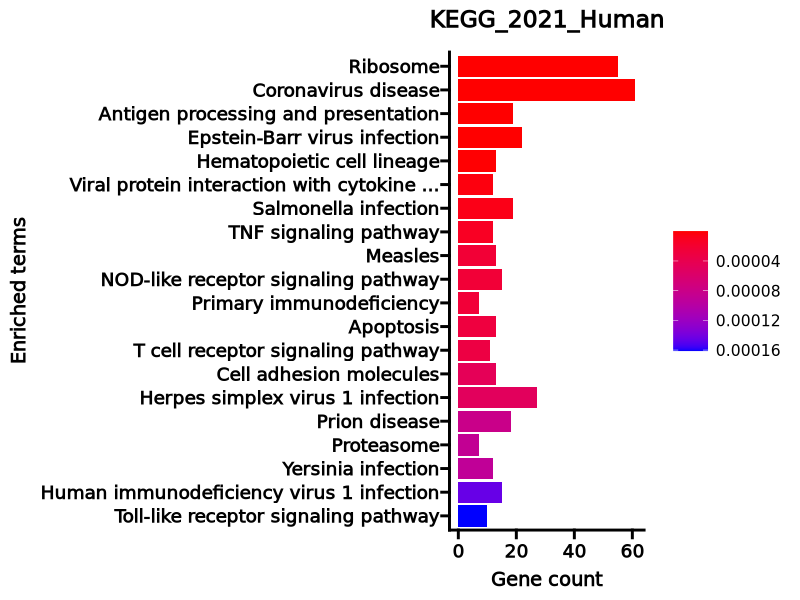 KEGG_2021_Human
Enriched terms
Ribosome
Coronavirus disease
Antigen processing and presentation
Epstein-Barr virus infection
Hematopoietic cell lineage
Viral protein interaction with cytokine ...
Salmonella infection
TNF signaling pathway
Measles
NOD-like receptor signaling pathway
Primary immunodeficiency
Apoptosis
T cell receptor signaling pathway
Cell adhesion molecules
Herpes simplex virus 1 infection
Prion disease
Proteasome
Yersinia infection
Human immunodeficiency virus 1 infection
Toll-like receptor signaling pathway
0 20 40 60
Gene count
0.00004
0.00008
0.00012
0.00016